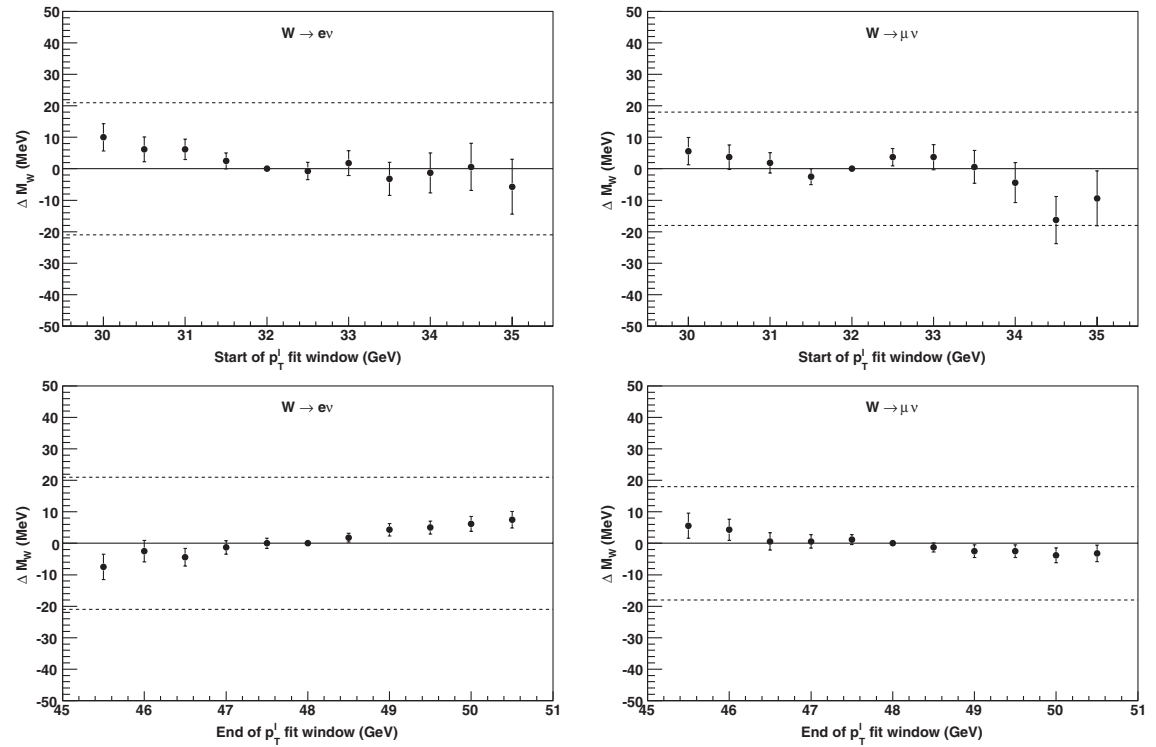 50
40
30
20
10
0
-10
-20
-30
-40
-50
Δ M_W (MeV)
W → eν
30 31 32 33 34 35
Start of p_T^l fit window (GeV)
50
40
30
20
10
0
-10
-20
-30
-40
-50
Δ M_W (MeV)
W → μ ν
30 31 32 33 34 35
Start of p_T^l fit window (GeV)
50
40
30
20
10
0
-10
-20
-30
-40
-50
Δ M_W (MeV)
W → eν
45 46 47 48 49 50 51
End of p_T^l fit window (GeV)
50
40
30
20
10
0
-10
-20
-30
-40
-50
Δ M_W (MeV)
W → μ ν
45 46 47 48 49 50 51
End of p_T^l fit window (GeV)